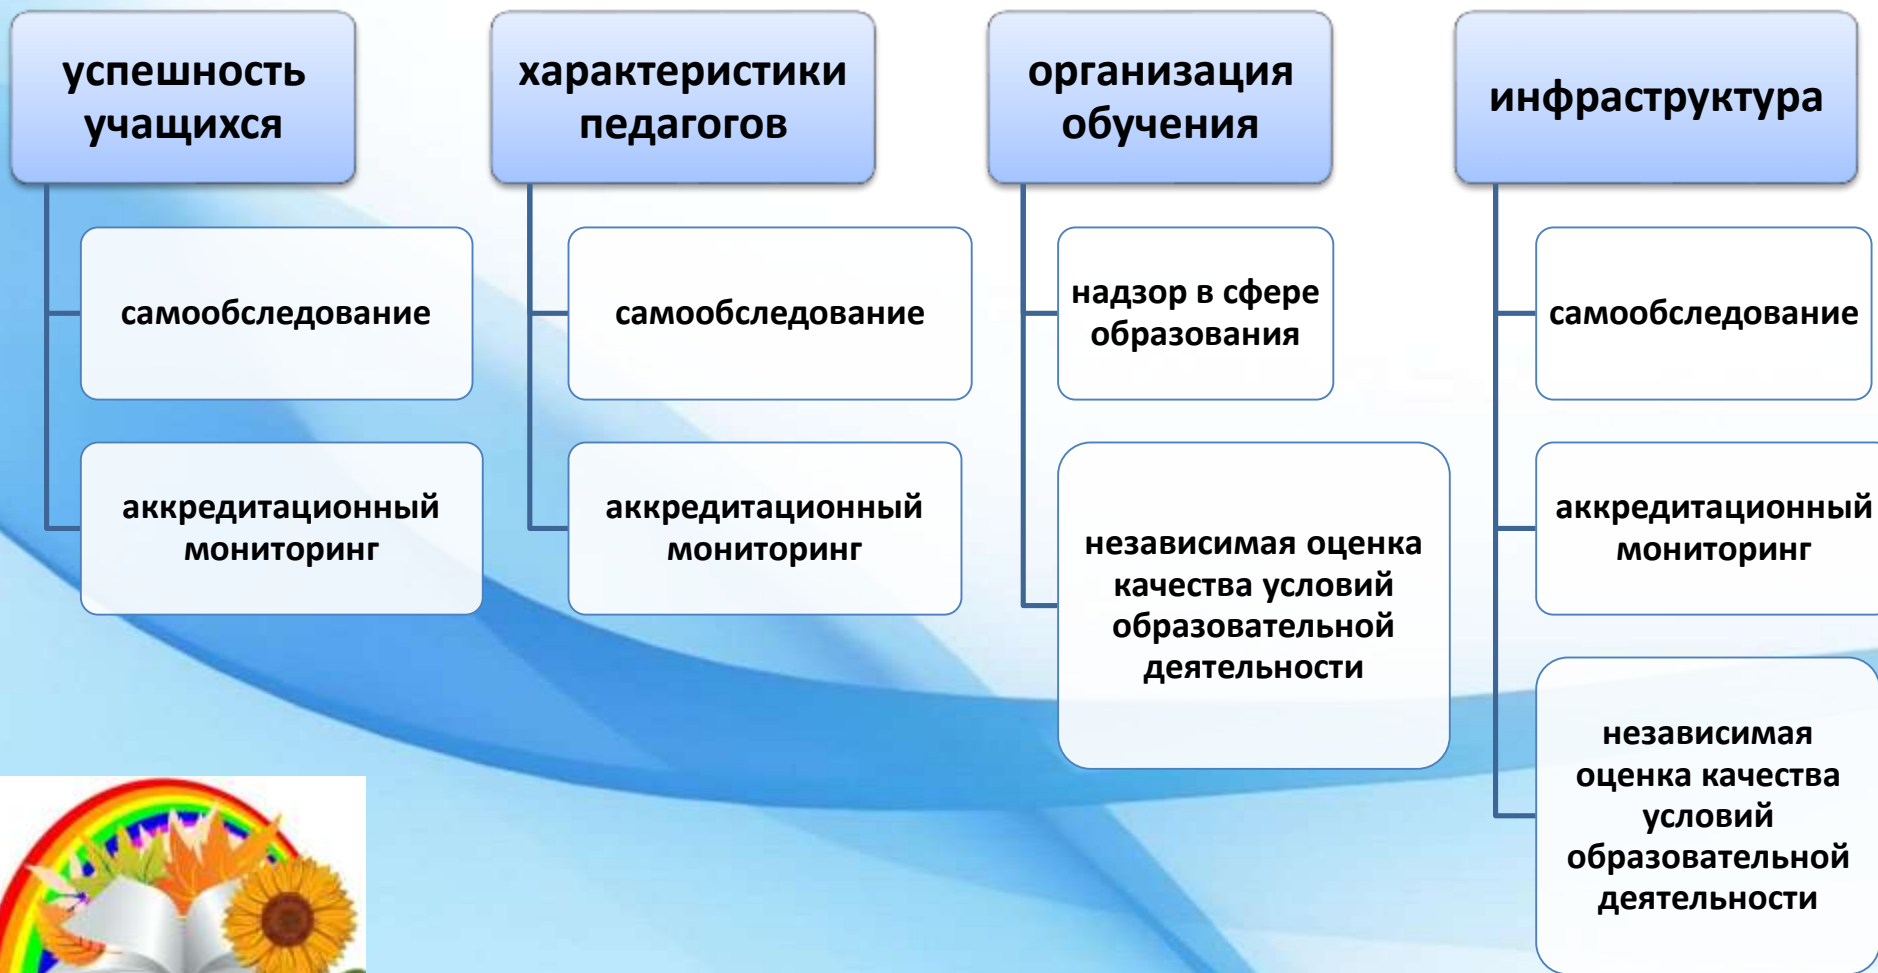 успешность
учащихся
самообследование
аккредитационный
мониторинг
характеристики
педагогов
самообследование
аккредитационный
мониторинг
организация
обучения
надзор в сфере
образования
независимая оценка
качества условий
образовательной
деятельности
инфраструктура
самообследование
аккредитационный
мониторинг
независимая
оценка качества
условий
образовательной
деятельности